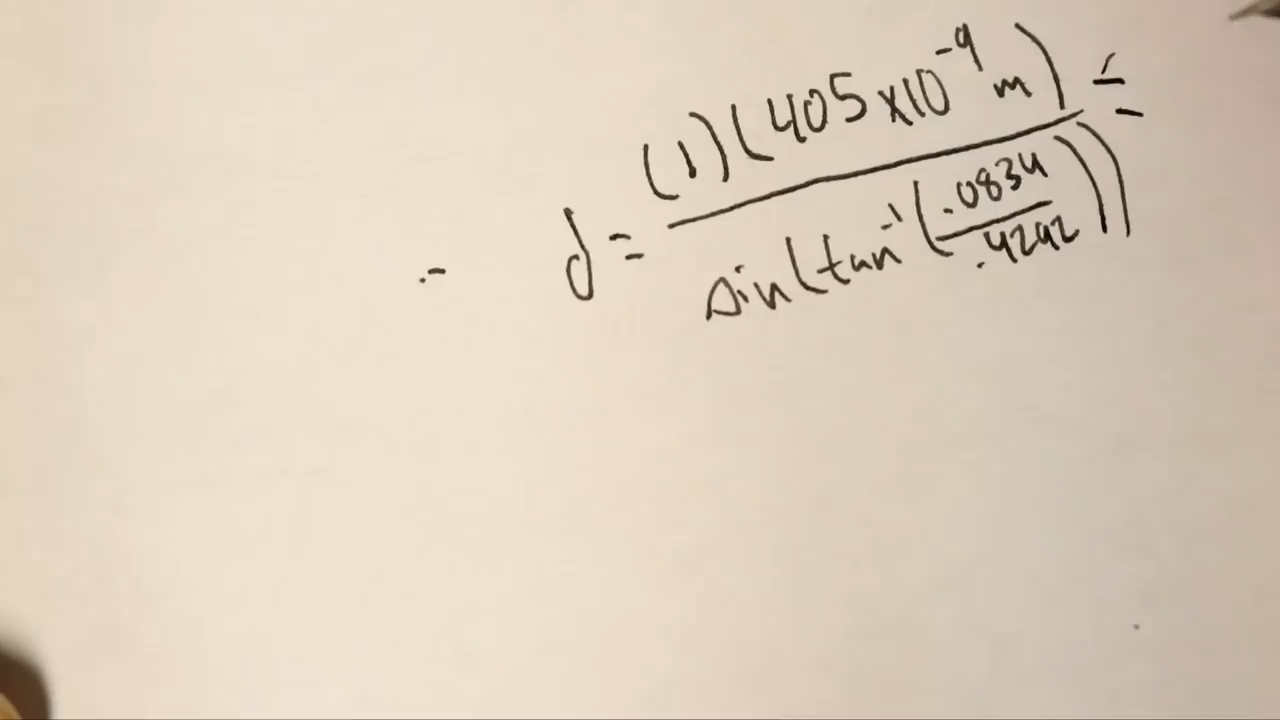 d = (1)(405x10^-9 m) / sin(tan^-1(.0834/.4292)) =